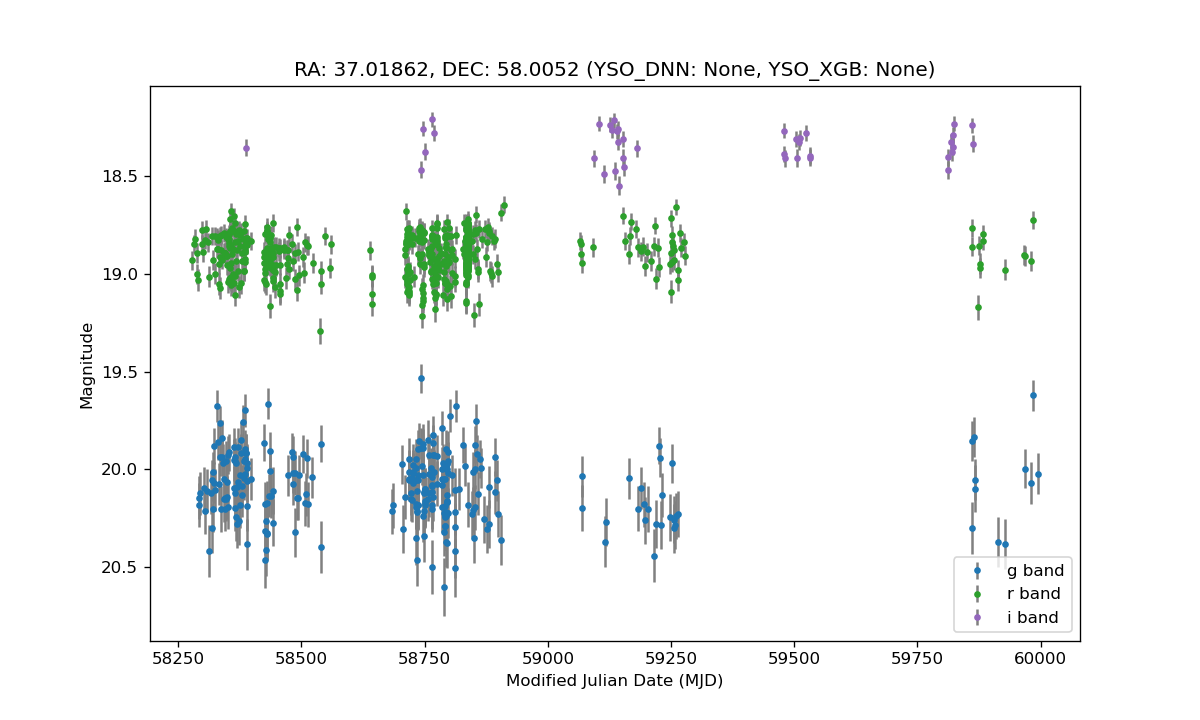 RA: 37.01862, DEC: 58.0052 (YSO_DNN: None, YSO_XGB: None)
Magnitude
18.5
19.0
19.5
20.0
20.5
g band
r band
i band
58250 58500 58750 59000 59250 59500 59750 60000
Modified Julian Date (MJD)